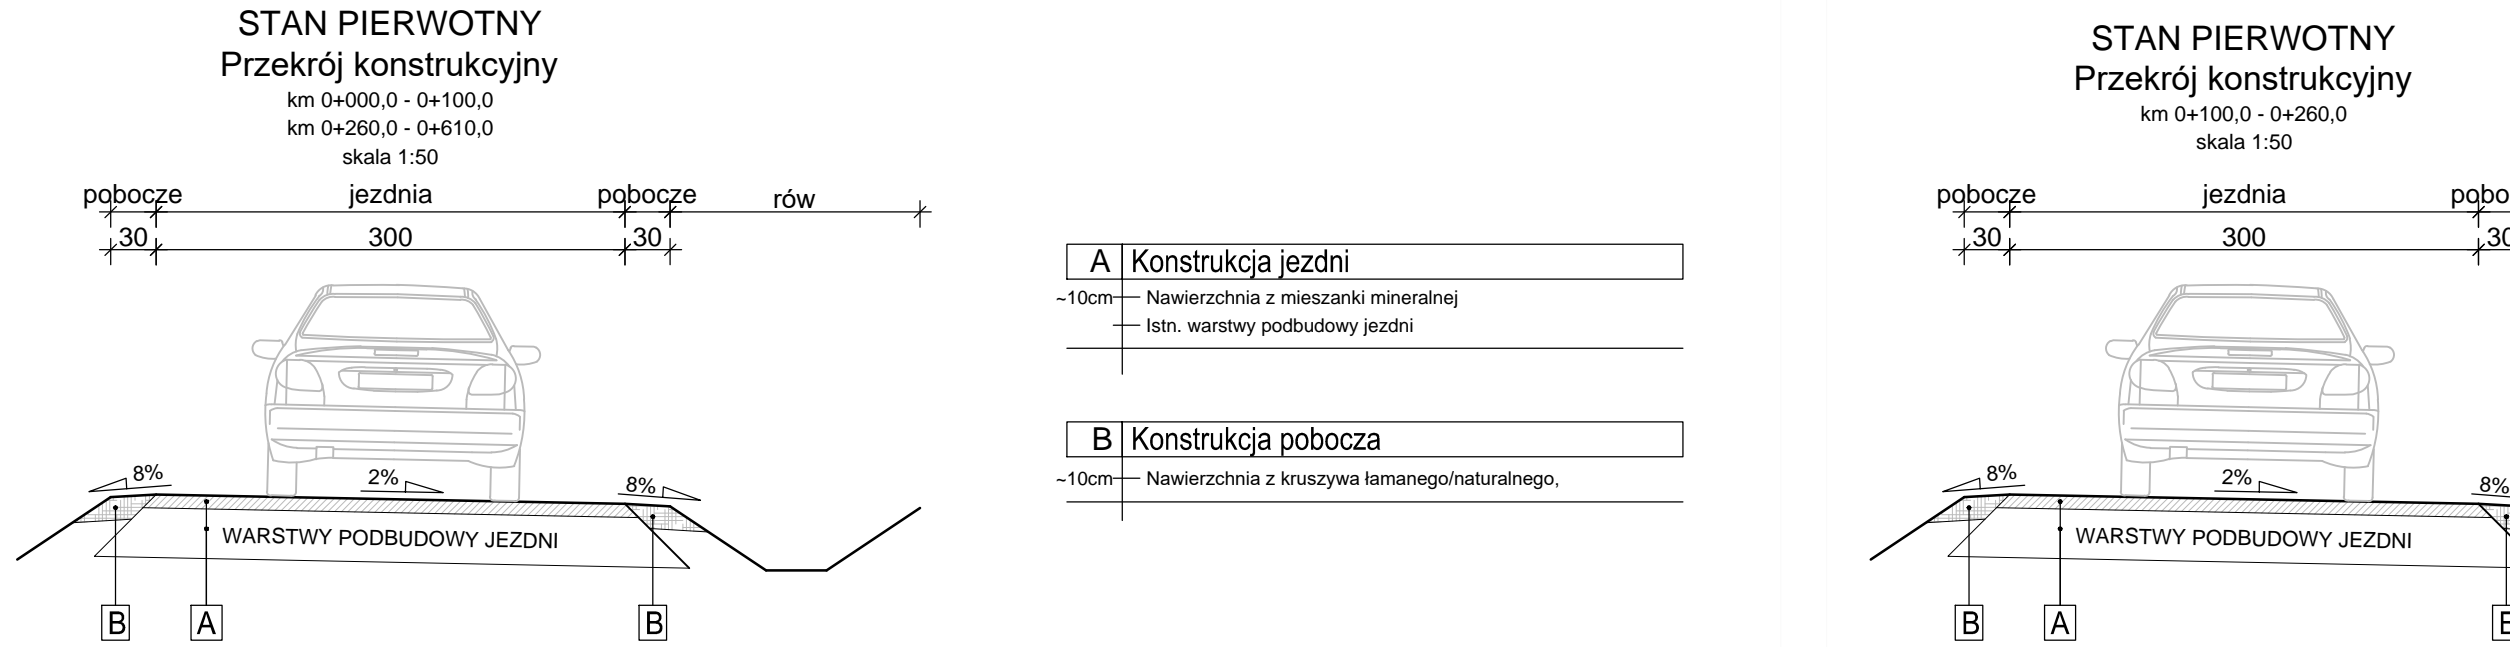 STAN PIERWOTNY
Przekrój konstrukcyjny
km 0+000,0 - 0+100,0
km 0+260,0 - 0+610,0
skala 1:50
pobocze jezdnia pobocze rów
30 300 30
8% 2% 8%
WARSTWY PODBUDOWY JEZDNI
B A B
A Konstrukcja jezdni
~10cm Nawierzchnia z mieszanki mineralnej
Istn. warstwy podbudowy jezdni
B Konstrukcja pobocza
~10cm Nawierzchnia z kruszywa łamanego/naturalnego,
STAN PIERWOTNY
Przekrój konstrukcyjny
km 0+100,0 - 0+260,0
skala 1:50
pobocze jezdnia
30 300
8% 2% 8%
WARSTWY PODBUDOWY JEZDNI
B A